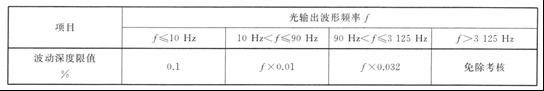 项目
光输出波形频率 f
f≤10 Hz
10 Hz<f≤90 Hz
90 Hz<f≤3 125 Hz
f>3 125 Hz
波动深度限值
%
0.1
f×0.01
f×0.032
免除考核